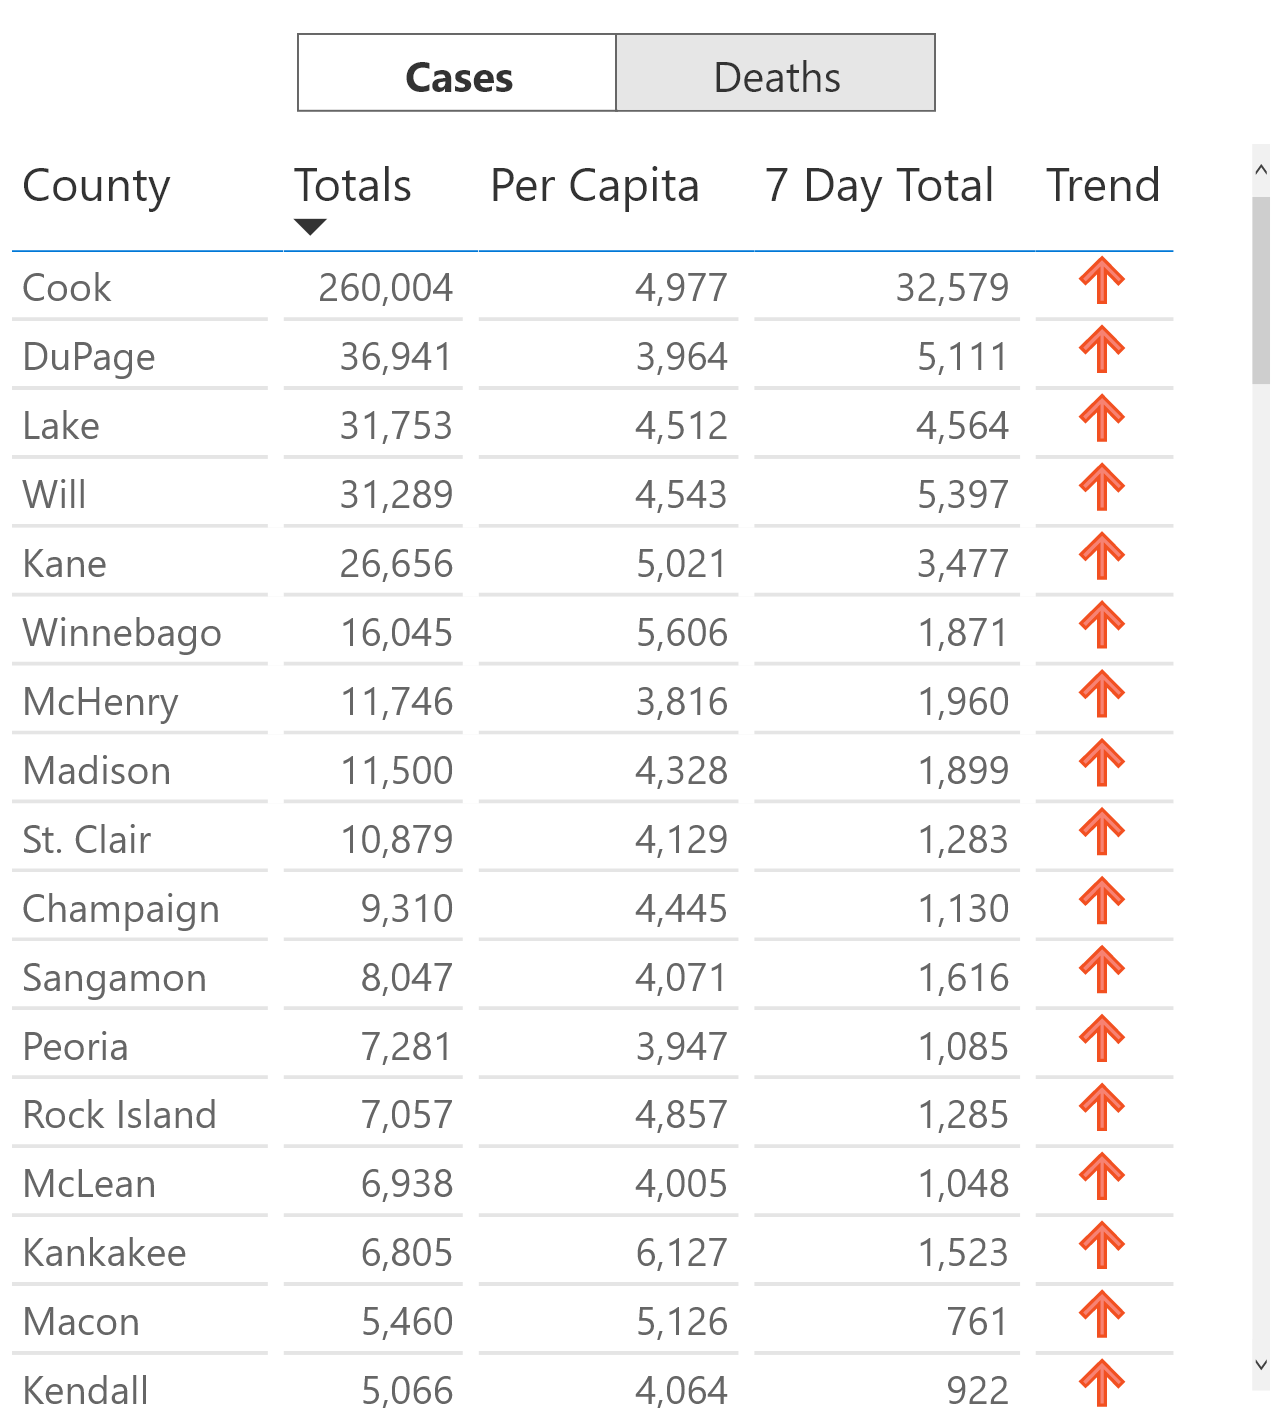 Cases Deaths
County Totals Per Capita 7 Day Total Trend
Cook 260,004 4,977 32,579
DuPage 36,941 3,964 5,111
Lake 31,753 4,512 4,564
Will 31,289 4,543 5,397
Kane 26,656 5,021 3,477
Winnebago 16,045 5,606 1,871
McHenry 11,746 3,816 1,960
Madison 11,500 4,328 1,899
St. Clair 10,879 4,129 1,283
Champaign 9,310 4,445 1,130
Sangamon 8,047 4,071 1,616
Peoria 7,281 3,947 1,085
Rock Island 7,057 4,857 1,285
McLean 6,938 4,005 1,048
Kankakee 6,805 6,127 1,523
Macon 5,460 5,126 761
Kendall 5,066 4,064 922